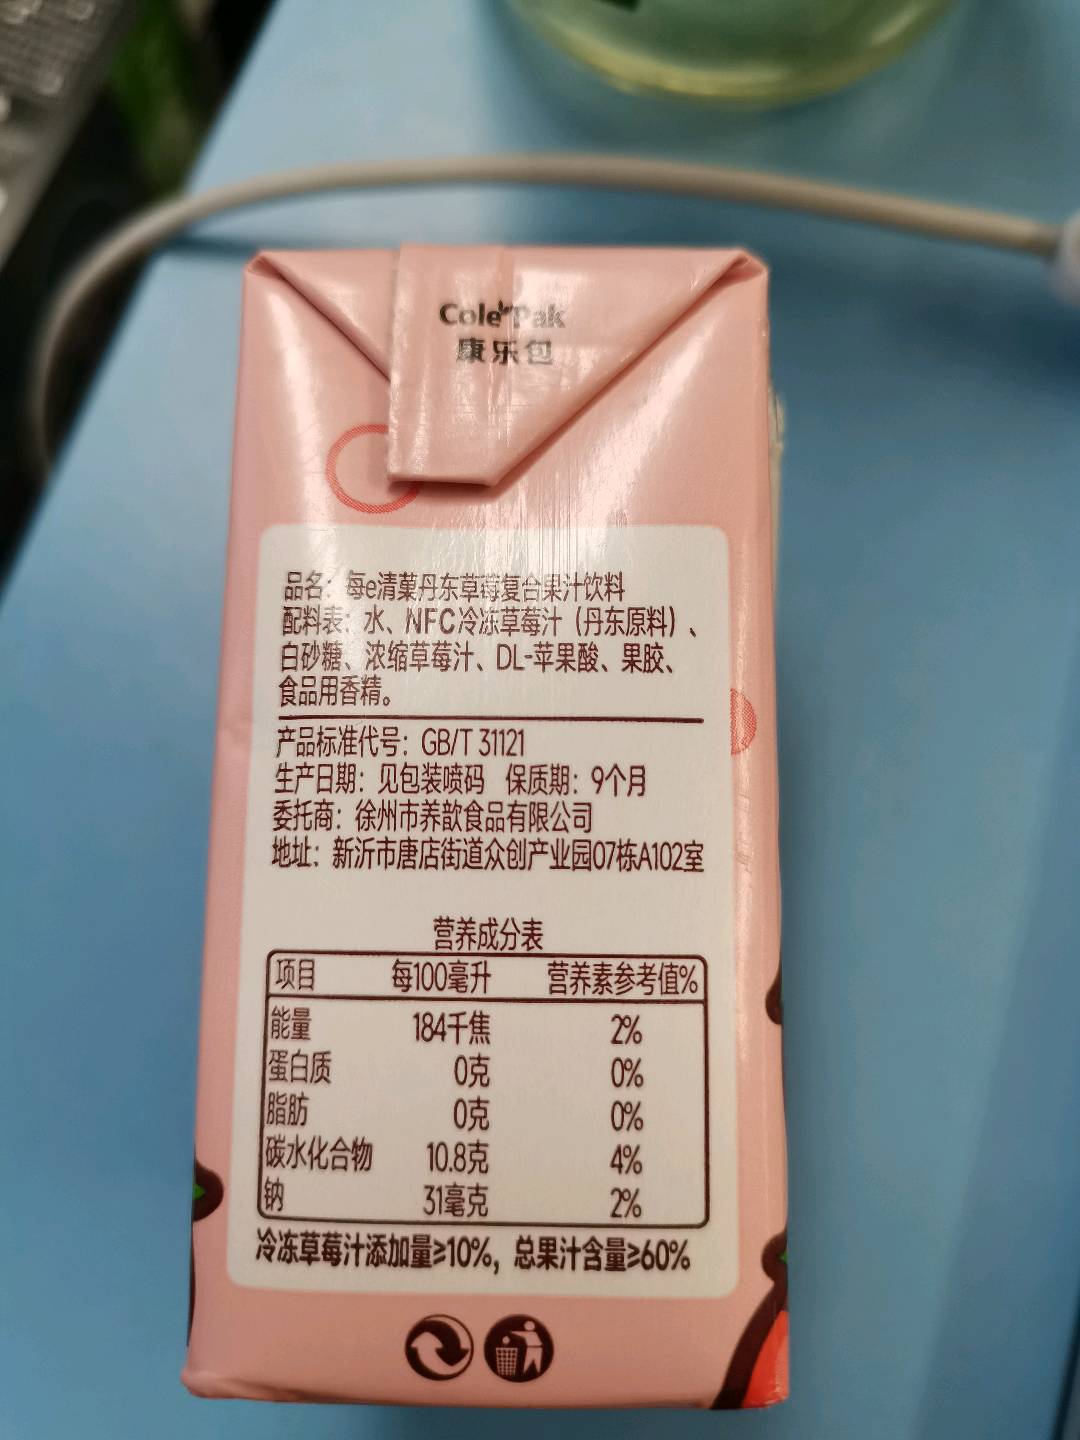 Cole Pak
康乐包
品名：每e清菓丹东草莓复合果汁饮料
配料表：水、NFC冷冻草莓汁（丹东原料）、
白砂糖、浓缩草莓汁、DL-苹果酸、果胶、
食品用香精。
产品标准代号：GB/T 31121
生产日期：见包装喷码 保质期：9个月
委托商：徐州市养歆食品有限公司
地址：新沂市唐店街道众创产业园07栋A102室
营养成分表
项目 每100毫升 营养素参考值%
能量 184千焦 2%
蛋白质 0克 0%
脂肪 0克 0%
碳水化合物 10.8克 4%
钠 31毫克 2%
冷冻草莓汁添加量≥10%，总果汁含量≥60%